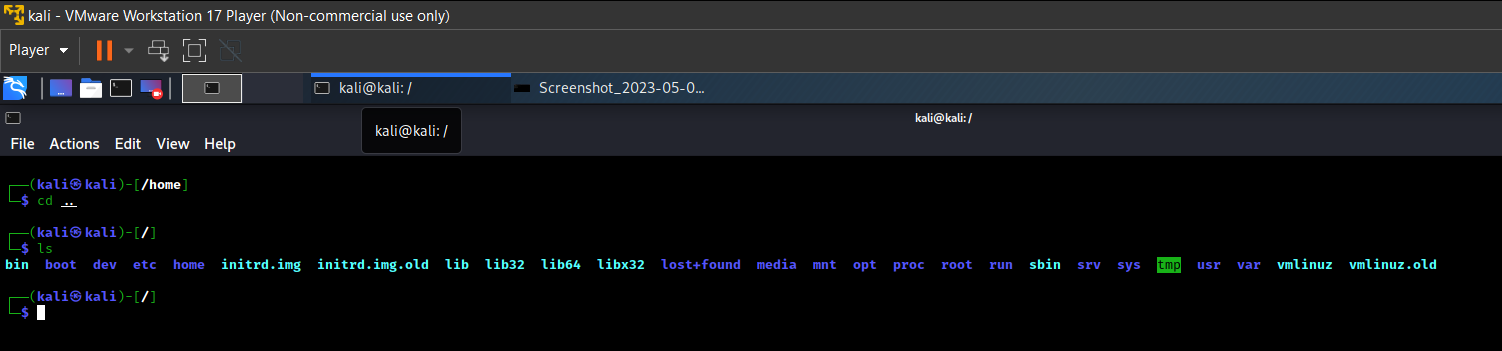 kali - VMware Workstation 17 Player (Non-commercial use only)
Player
kali@kali: / Screenshot_2023-05-0...
kali@kali: /
kali@kali: /
File Actions Edit View Help
┌──(kali㉿kali)-[/home]
└─$ cd ..
┌──(kali㉿kali)-[/]
└─$ ls
bin boot dev etc home initrd.img initrd.img.old lib lib32 lib64 libx32 lost+found media mnt opt proc root run sbin srv sys tmp usr var vmlinuz vmlinuz.old
┌──(kali㉿kali)-[/]
└─$